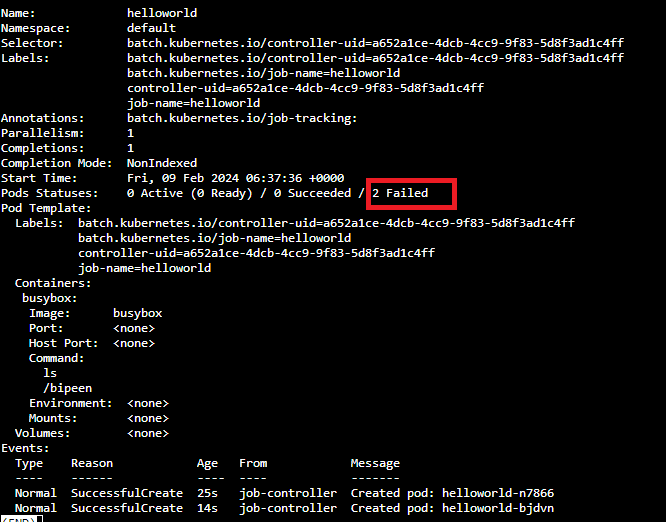 Name:             helloworld
Namespace:        default
Selector:         batch.kubernetes.io/controller-uid=a652a1ce-4dcb-4cc9-9f83-5d8f3ad1c4ff
Labels:           batch.kubernetes.io/controller-uid=a652a1ce-4dcb-4cc9-9f83-5d8f3ad1c4ff
                  batch.kubernetes.io/job-name=helloworld
                  controller-uid=a652a1ce-4dcb-4cc9-9f83-5d8f3ad1c4ff
                  job-name=helloworld
Annotations:      batch.kubernetes.io/job-tracking:
Parallelism:      1
Completions:      1
Completion Mode:  NonIndexed
Start Time:       Fri, 09 Feb 2024 06:37:36 +0000
Pods Statuses:    0 Active (0 Ready) / 0 Succeeded / 2 Failed
Pod Template:
  Labels:  batch.kubernetes.io/controller-uid=a652a1ce-4dcb-4cc9-9f83-5d8f3ad1c4ff
           batch.kubernetes.io/job-name=helloworld
           controller-uid=a652a1ce-4dcb-4cc9-9f83-5d8f3ad1c4ff
           job-name=helloworld
  Containers:
   busybox:
    Image:      busybox
    Port:       <none>
    Host Port:  <none>
    Command:
      ls
      /bipeen
    Environment:  <none>
    Mounts:       <none>
  Volumes:        <none>
Events:
  Type    Reason            Age   From            Message
  ----    ------            ----  ----            -------
  Normal  SuccessfulCreate  25s   job-controller  Created pod: helloworld-n7866
  Normal  SuccessfulCreate  14s   job-controller  Created pod: helloworld-bjdvn
(END)